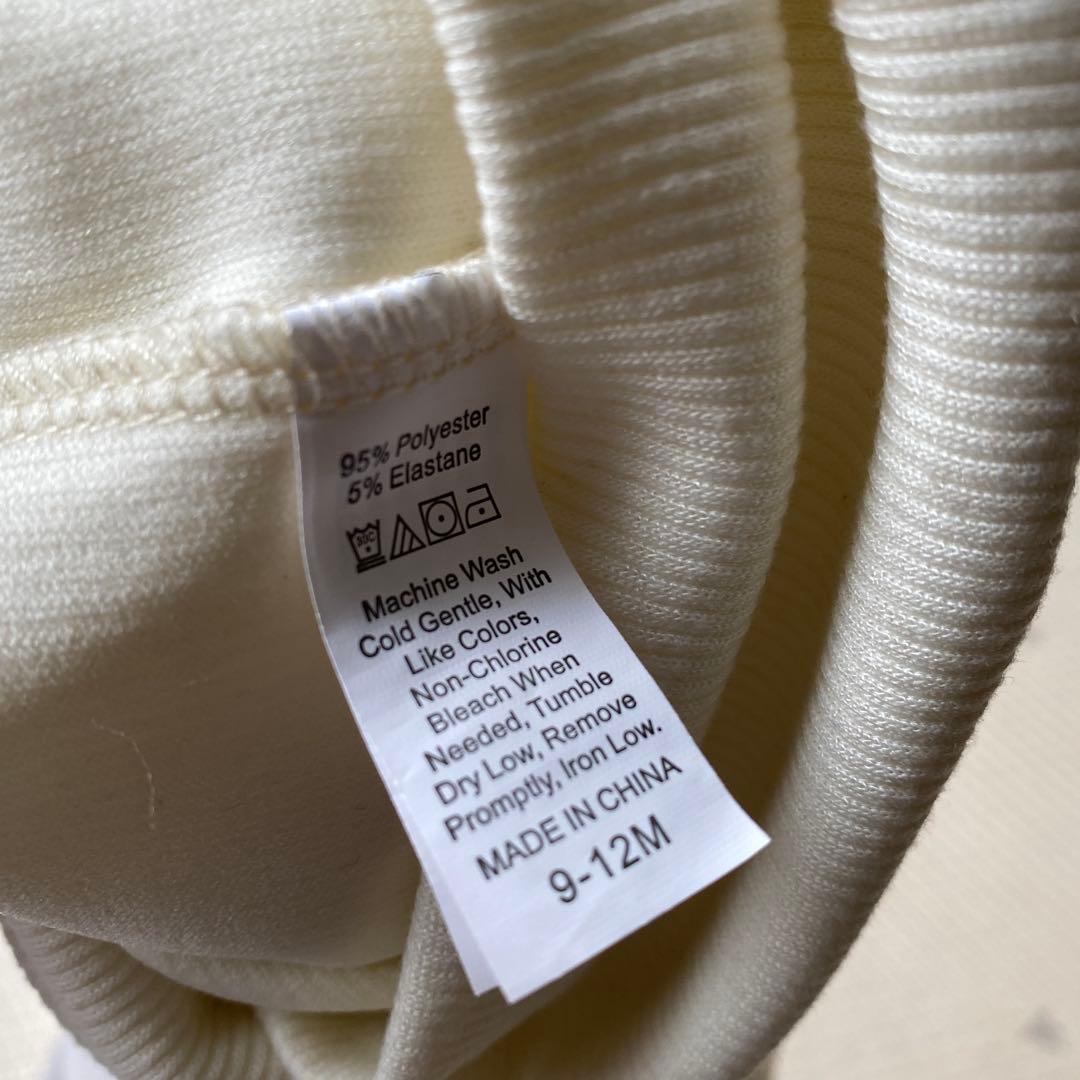 95% Polyester
5% Elastane
30C
Machine Wash
Cold Gentle, With
Like Colors,
Non-Chlorine
Bleach When
Needed, Tumble
Dry Low, Remove
Promptly, Iron Low.
MADE IN CHINA
9-12M